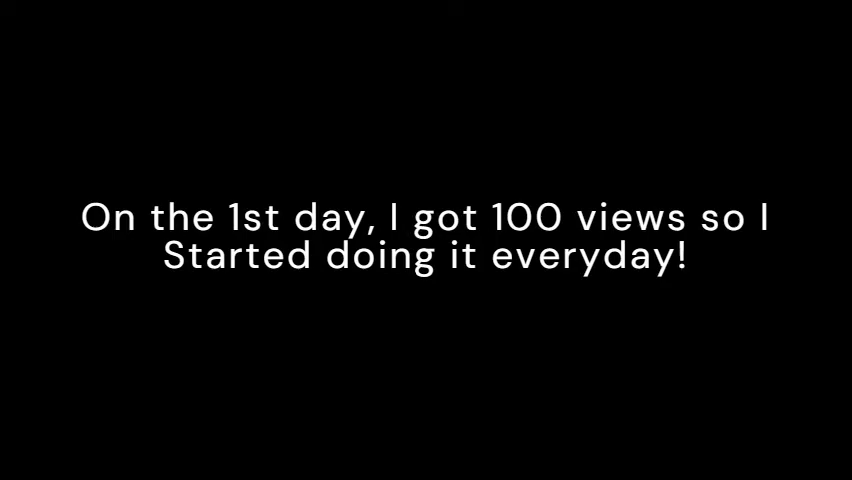 On the 1st day, I got 100 views so I
Started doing it everyday!